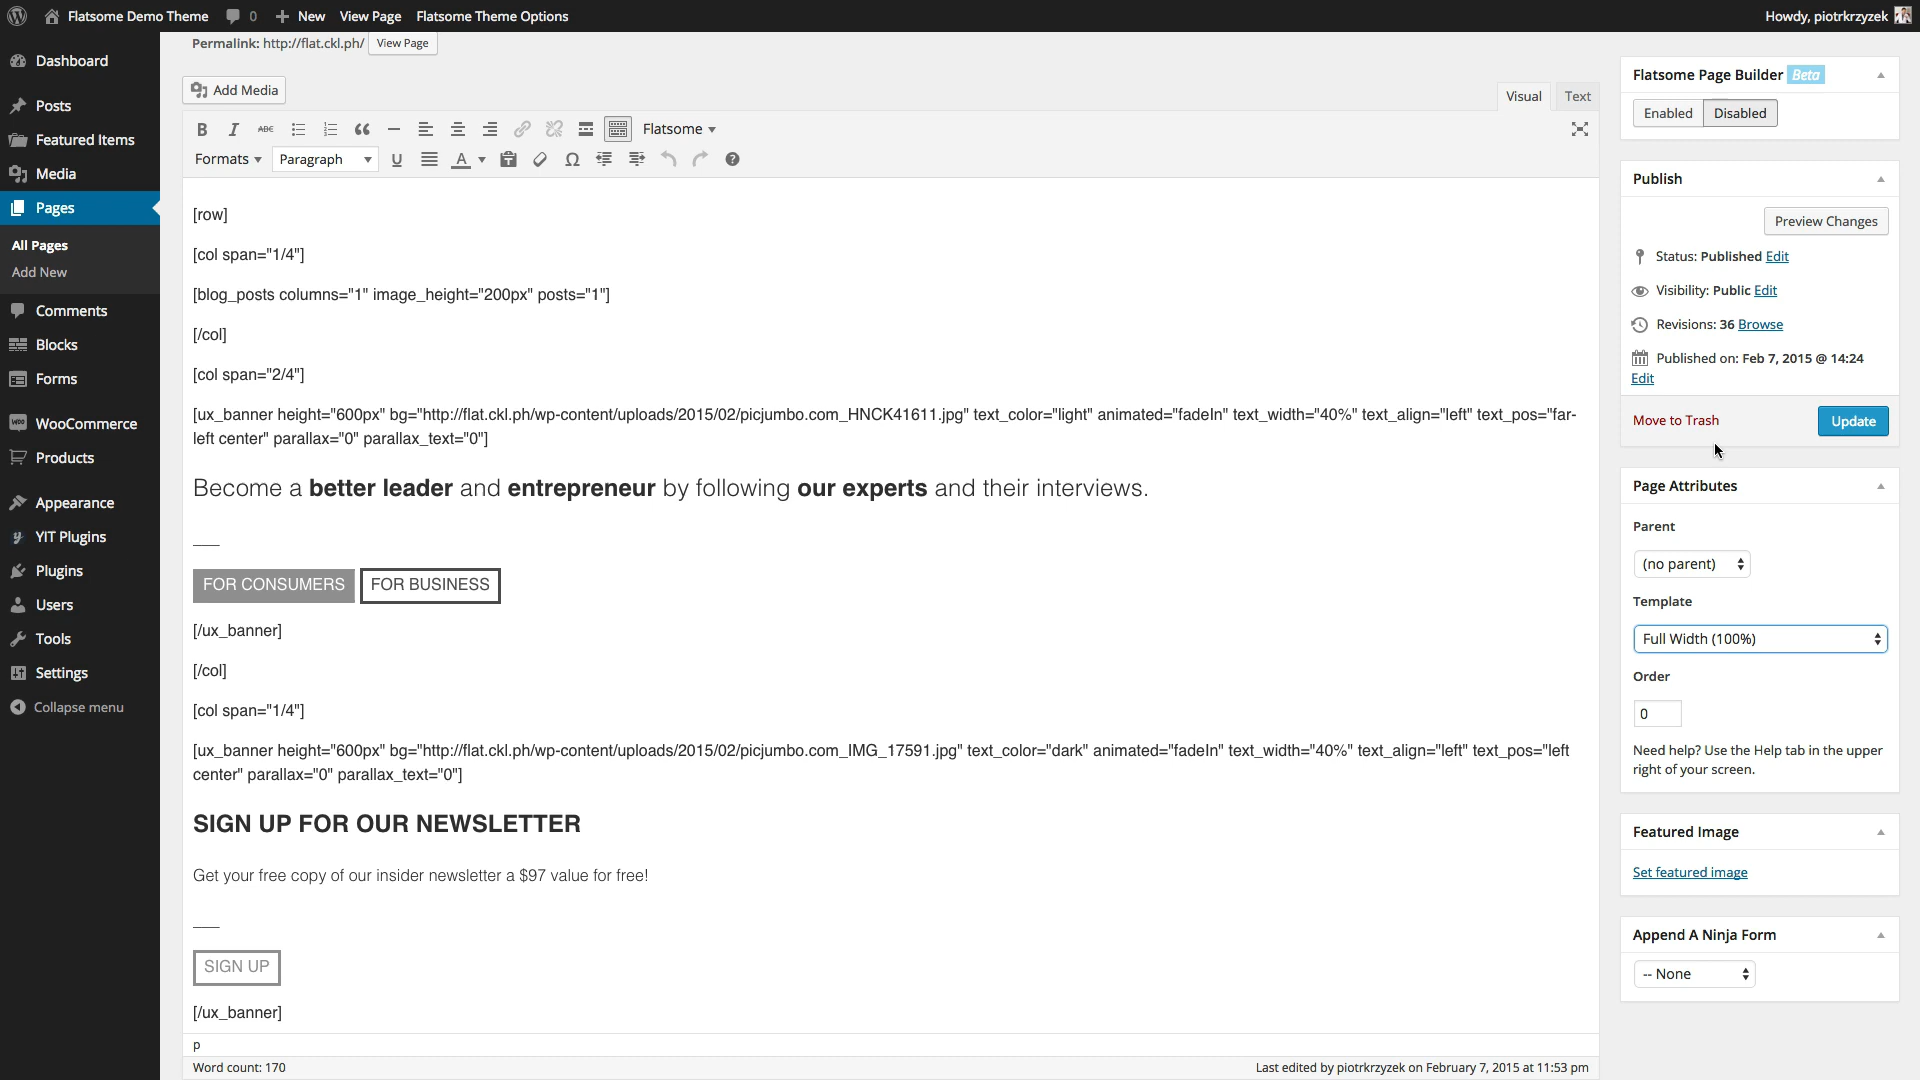 Flatsome Demo Theme 0 New View Page Flatsome Theme Options Howdy, piotrkrzyzek
Dashboard
Posts
Featured Items
Media
Pages
All Pages
Add New
Comments
Blocks
Forms
WooCommerce
Products
Appearance
YIT Plugins
Plugins
Users
Tools
Settings
Collapse menu
Permalink: http://flat.ckl.ph/ View Page
Add Media
Visual Text
B I ABC Flatsome
Formats Paragraph U A Ω
[row]
[col span="1/4"]
[blog_posts columns="1" image_height="200px" posts="1"]
[/col]
[col span="2/4"]
[ux_banner height="600px" bg="http://flat.ckl.ph/wp-content/uploads/2015/02/picjumbo.com_HNCK41611.jpg" text_color="light" animated="fadeIn" text_width="40%" text_align="left" text_pos="far-
left center" parallax="0" parallax_text="0"]
Become a better leader and entrepreneur by following our experts and their interviews.
FOR CONSUMERS FOR BUSINESS
[/ux_banner]
[/col]
[col span="1/4"]
[ux_banner height="600px" bg="http://flat.ckl.ph/wp-content/uploads/2015/02/picjumbo.com_IMG_17591.jpg" text_color="dark" animated="fadeIn" text_width="40%" text_align="left" text_pos="left
center" parallax="0" parallax_text="0"]
SIGN UP FOR OUR NEWSLETTER
Get your free copy of our insider newsletter a $97 value for free!
SIGN UP
[/ux_banner]
p
Word count: 170 Last edited by piotrkrzyzek on February 7, 2015 at 11:53 pm
Flatsome Page Builder Beta
Enabled Disabled
Publish
Preview Changes
Status: Published Edit
Visibility: Public Edit
Revisions: 36 Browse
Published on: Feb 7, 2015 @ 14:24
Edit
Move to Trash Update
Page Attributes
Parent
(no parent)
Template
Full Width (100%)
Order
0
Need help? Use the Help tab in the upper
right of your screen.
Featured Image
Set featured image
Append A Ninja Form
-- None